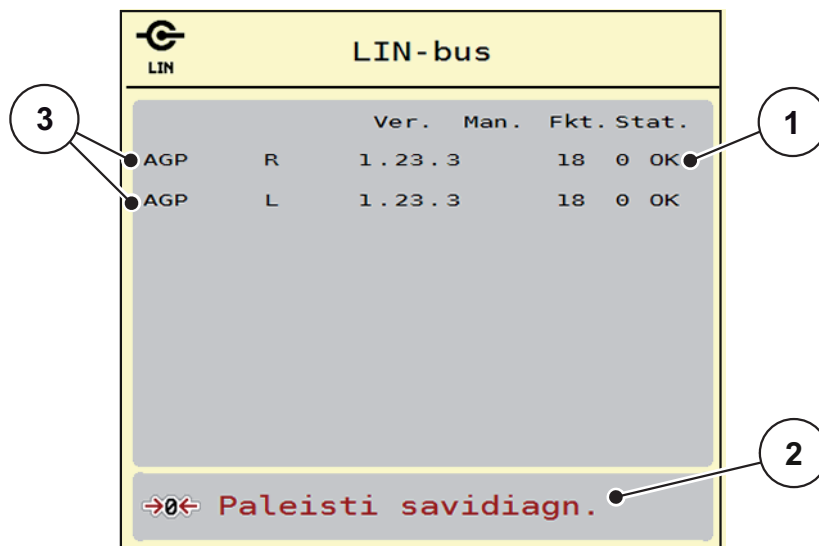 LIN
LIN-bus
Ver. Man. Fkt. Stat.
AGP R 1.23.3 18 0 OK
AGP L 1.23.3 18 0 OK
→0← Paleisti savidiagn.
3
1
2